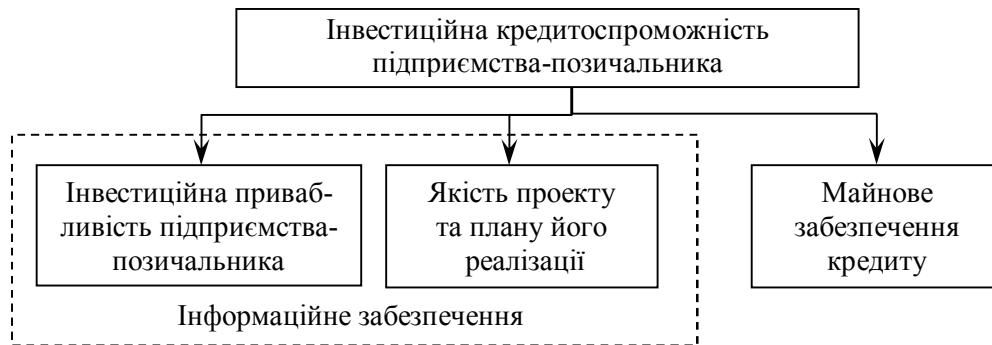 Інвестиційна кредитоспроможність
підприємства-позичальника
Інвестиційна приваб-
ливість підприємства-
позичальника
Якість проекту
та плану його
реалізації
Майнове
забезпечення
кредиту
Інформаційне забезпечення